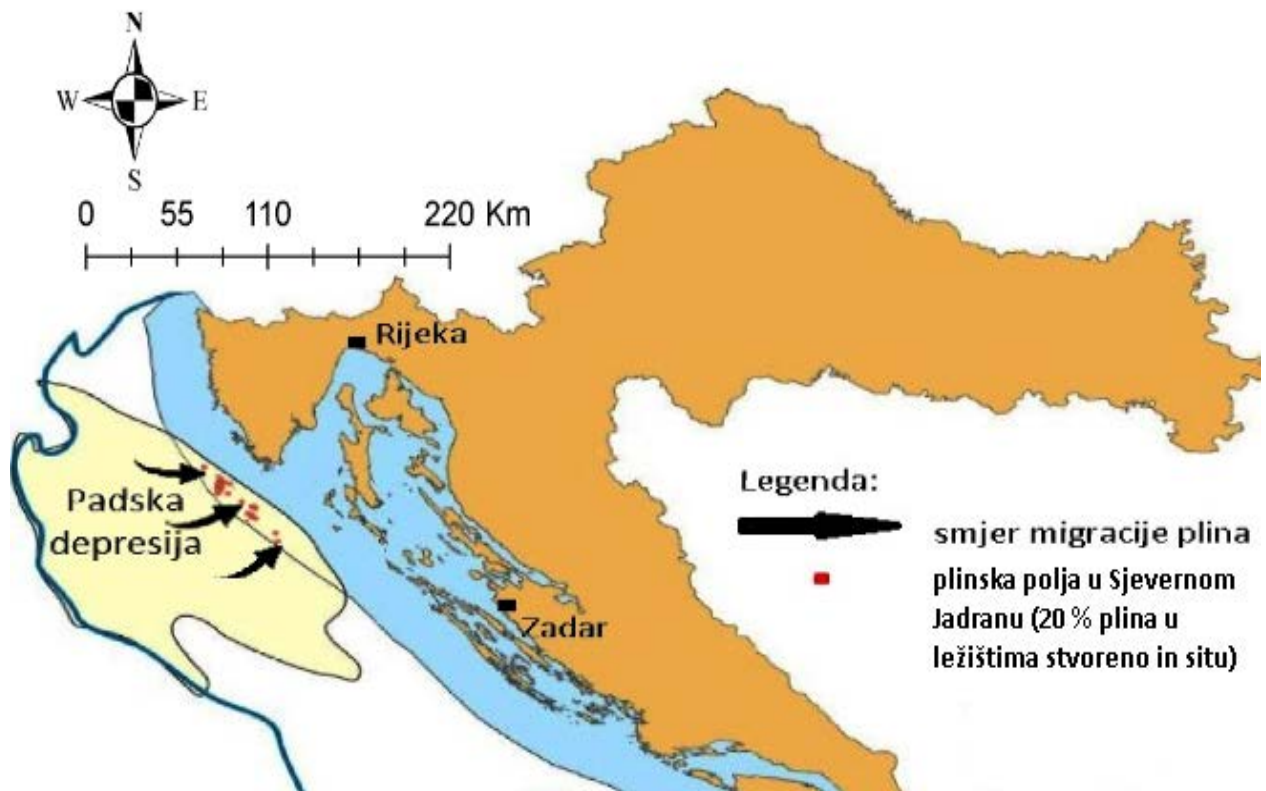 N
W E
S
0 55 110 220 Km
Rijeka
Padska
depresija
Zadar
Legenda:
smjer migracije plina
plinska polja u Sjevernom
Jadranu (20 % plina u
ležištima stvoreno in situ)